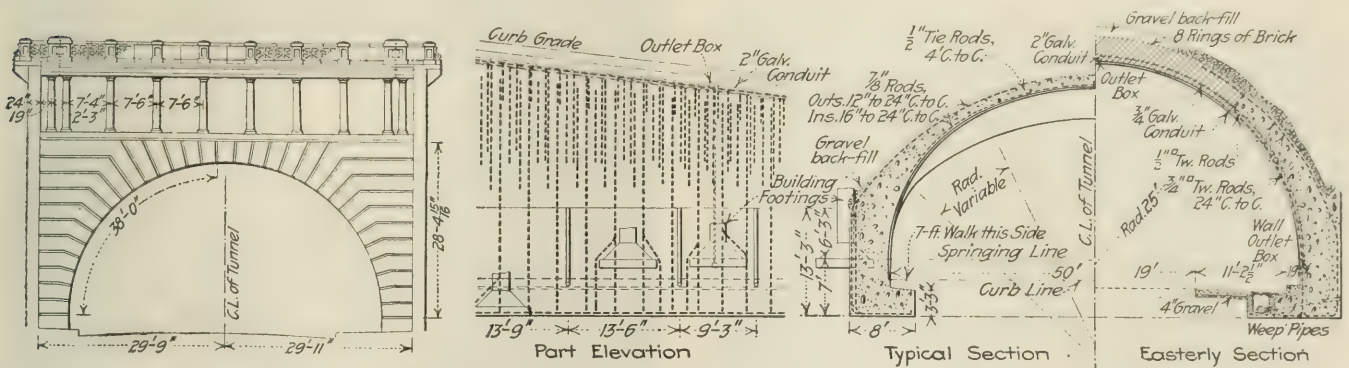 24"
19"
7'-4"
2'-3"
7'-6"
7'-6"
38'-0"
28'-4 15/16"
C.L. of Tunnel
29'-9"
29'-11"
Curb Grade
Outlet Box
2" Galv.
Conduit
Building
Footings
13'-9"
13'-6"
9'-3"
Part Elevation
1/2" Tie Rods,
4' C. to C.
7/8" Rods,
Outs. 12" to 24" C. to C.
Ins. 16" to 24" C. to C.
Gravel
back-fill
Rad.
Variable
7-ft. Walk this Side
Springing Line
50'
Curb Line
13'-3"
6'-3"
7'
3'-3"
8'
Typical Section
C.L. of Tunnel
Gravel back-fill
8 Rings of Brick
2" Galv.
Conduit
Outlet
Box
3/4" Galv.
Conduit
1/2"□ Tw. Rods
3/4"□ Tw. Rods,
24" C. to C.
Rad. 25'
Wall
Outlet
Box
19'
11'-2 1/2"
19"
4" Gravel
Weep Pipes
Easterly Section